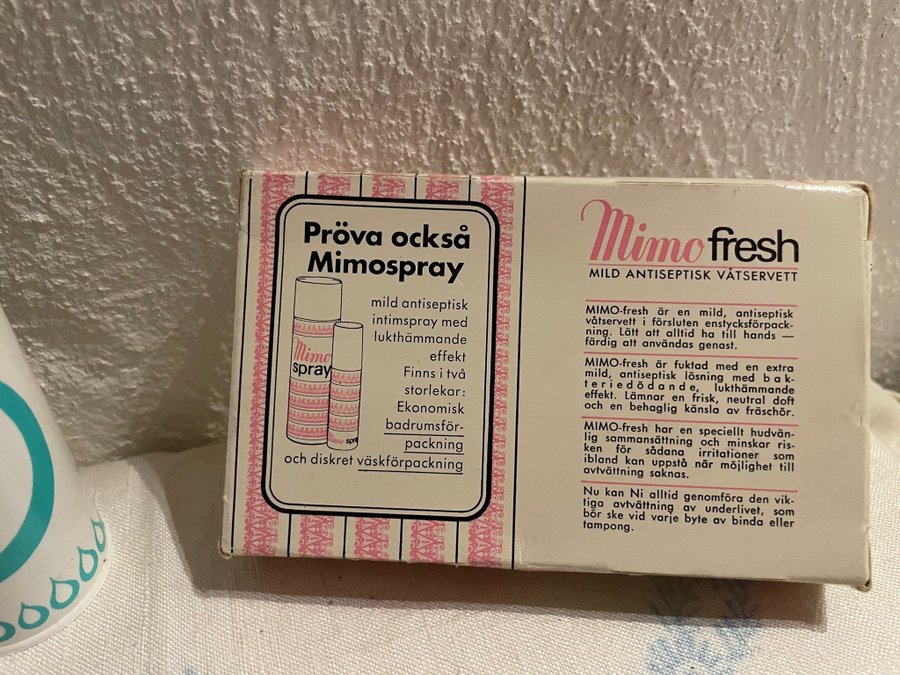 Pröva också
Mimospray
mild antiseptisk
intimspray med
lukthämmande
effekt
Finns i två
storlekar:
Ekonomisk
badrumsför-
packning
och diskret väskförpackning
Mimo
spray
Mimo spray
Mimo fresh
MILD ANTISEPTISK VÅTSERVETT
MIMO-fresh är en mild, antiseptisk
våtservett i försluten enstycksförpack-
ning. Lätt att alltid ha till hands —
färdig att användas genast.
MIMO-fresh är fuktad med en extra
mild, antiseptisk lösning med bak-
teriedödande, lukthämmande
effekt. Lämnar en frisk, neutral doft
och en behaglig känsla av fräschör.
MIMO-fresh har en speciellt hudvän-
lig sammansättning och minskar ris-
ken för sådana irritationer som
ibland kan uppstå när möjlighet till
avtvättning saknas.
Nu kan Ni alltid genomföra den vik-
tiga avtvättning av underlivet, som
bör ske vid varje byte av binda eller
tampong.